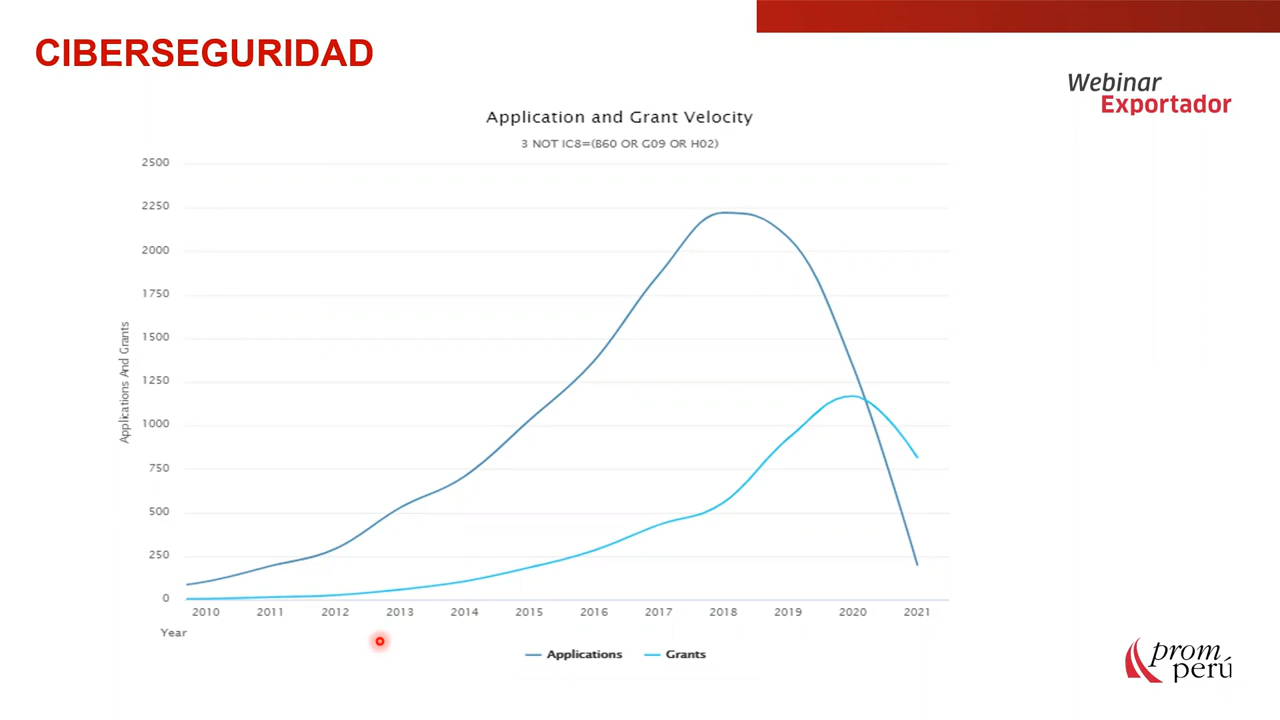 CIBERSEGURIDAD
Webinar
Exportador
Application and Grant Velocity
3 NOT IC8=(B60 OR G09 OR H02)
Applications And Grants
2500
2250
2000
1750
1500
1250
1000
750
500
250
0
2010 2011 2012 2013 2014 2015 2016 2017 2018 2019 2020 2021
Year
Applications Grants
prom
perú